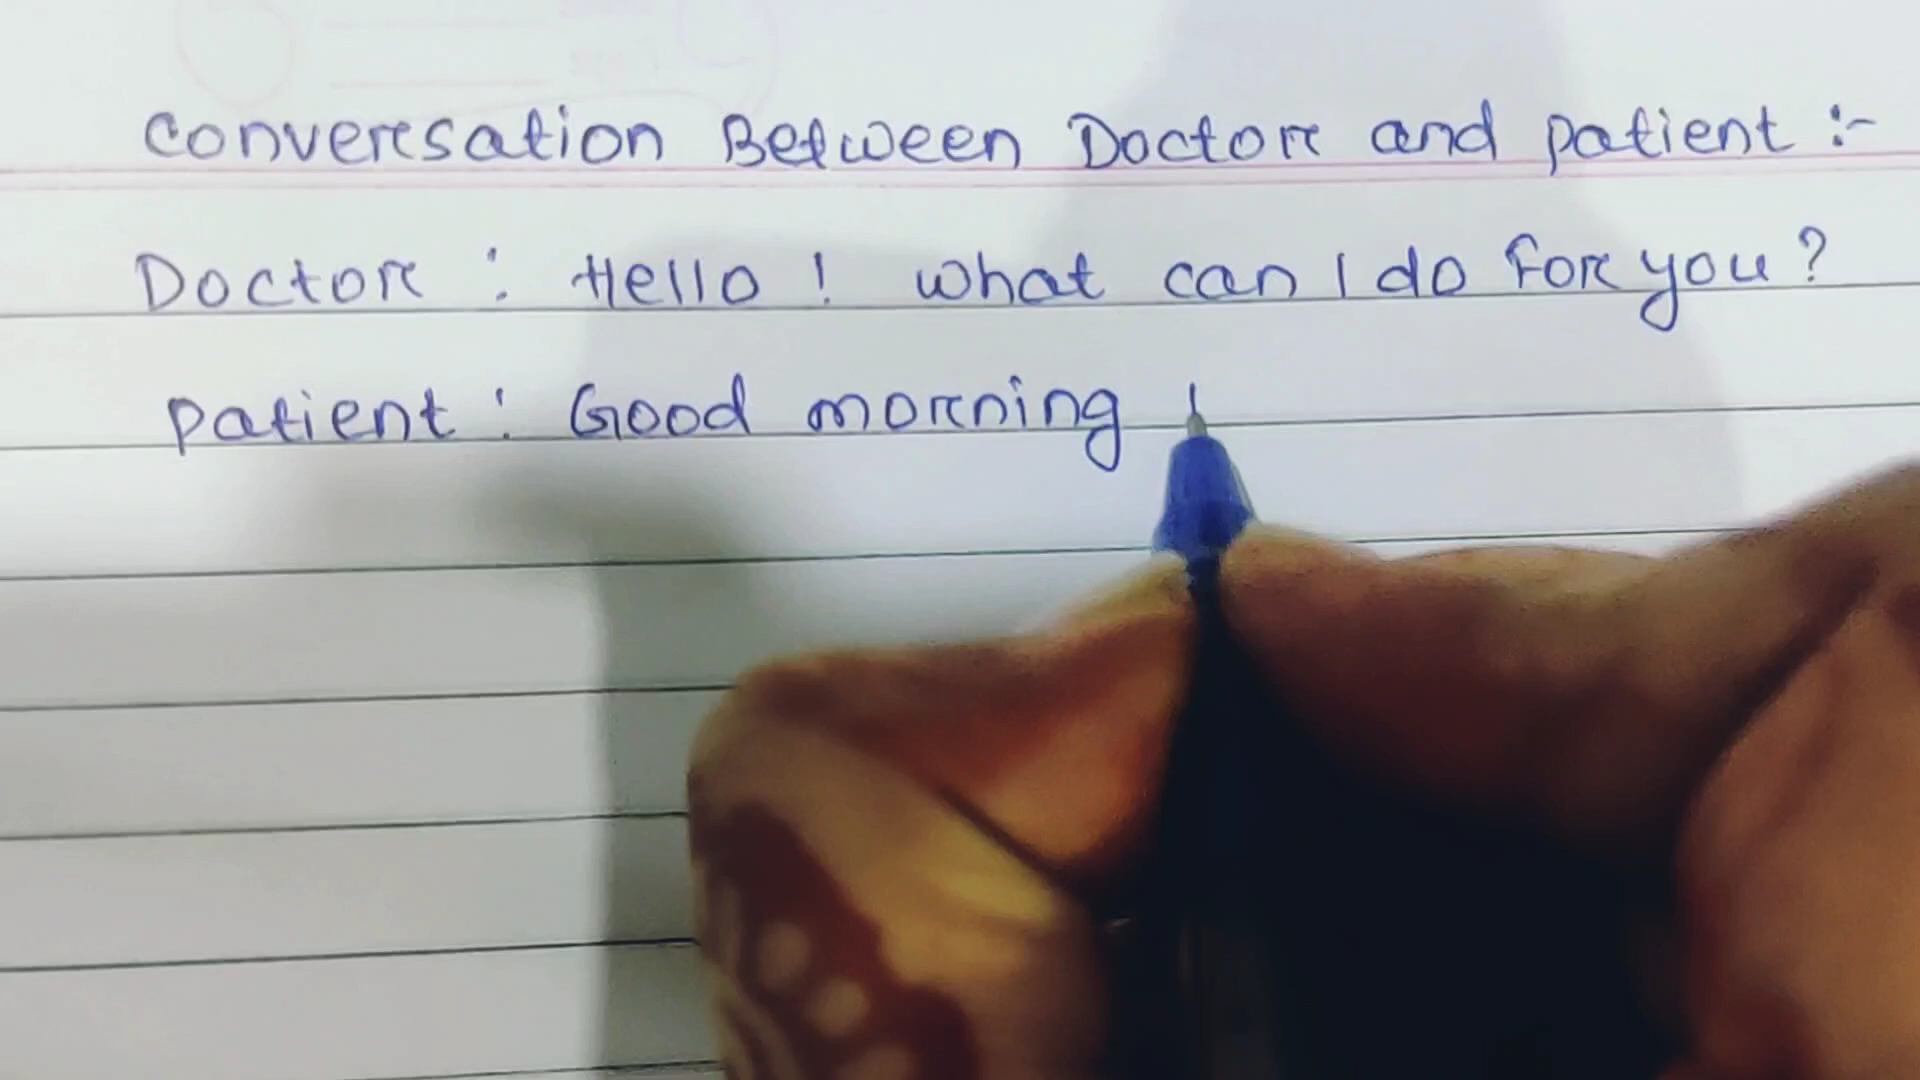 Conversation Between Doctor and patient :-
Doctor : Hello ! What can I do for you ?
patient : Good morning